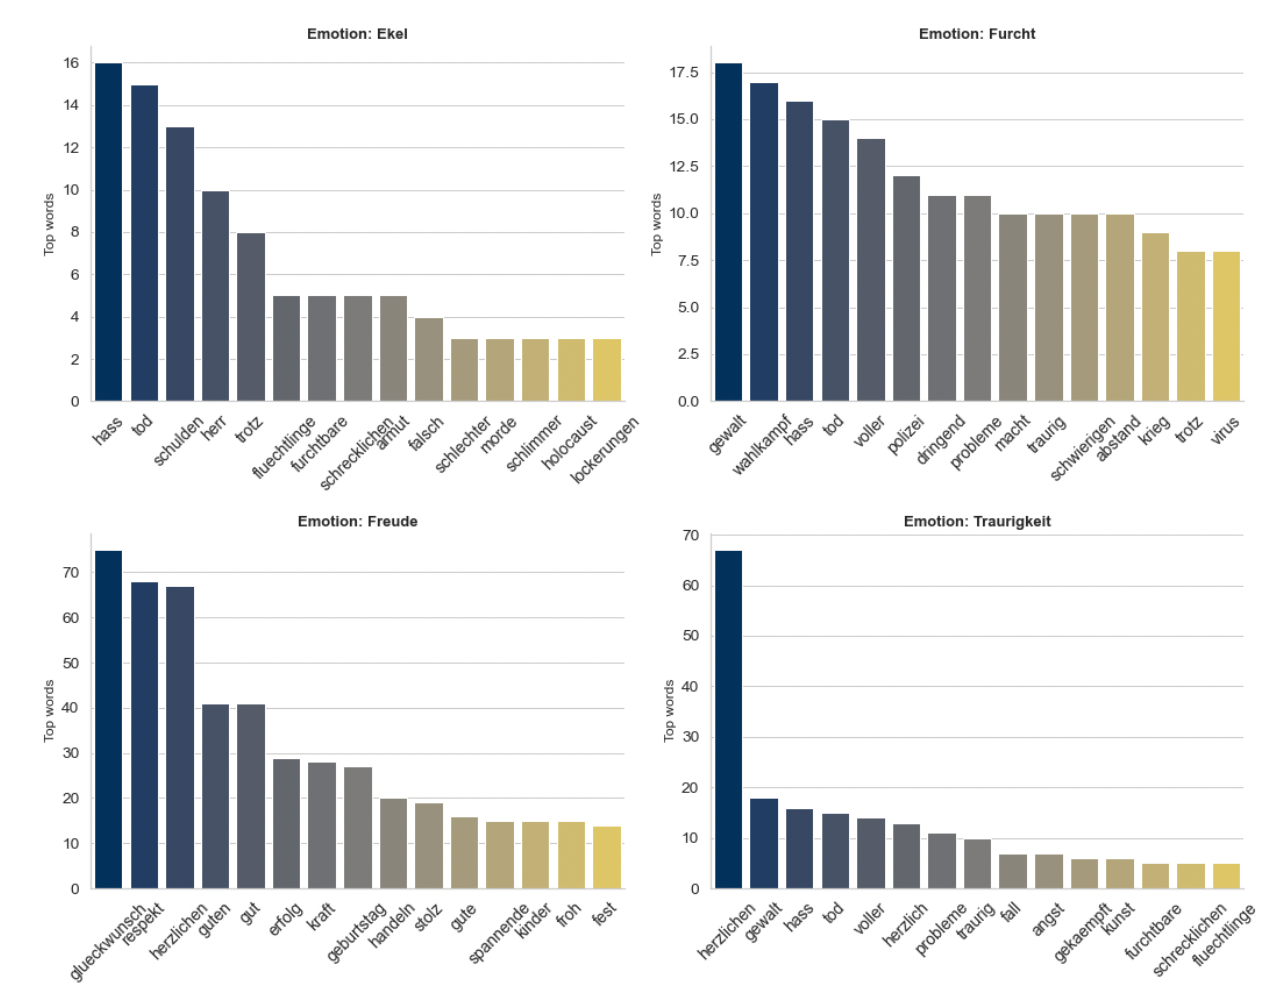 Emotion: Ekel
Top words
16
14
12
10
8
6
4
2
0
hass
tod
schulden
herr
trotz
fluechtlinge
furchtbare
schrecklichen
armut
falsch
schlechter
morde
schlimmer
holocaust
lockerungen
Emotion: Furcht
Top words
17.5
15.0
12.5
10.0
7.5
5.0
2.5
0.0
gewalt
wahlkampf
hass
tod
voller
polizei
dringend
probleme
macht
traurig
schwierigen
abstand
krieg
trotz
virus
Emotion: Freude
Top words
70
60
50
40
30
20
10
0
glueckwunsch
respekt
herzlichen
guten
gut
erfolg
kraft
geburtstag
handeln
stolz
gute
spannende
kinder
froh
fest
Emotion: Traurigkeit
Top words
70
60
50
40
30
20
10
0
herzlichen
gewalt
hass
tod
voller
herzlich
probleme
traurig
fall
angst
gekaempft
kunst
furchtbare
schrecklichen
fluechtlinge